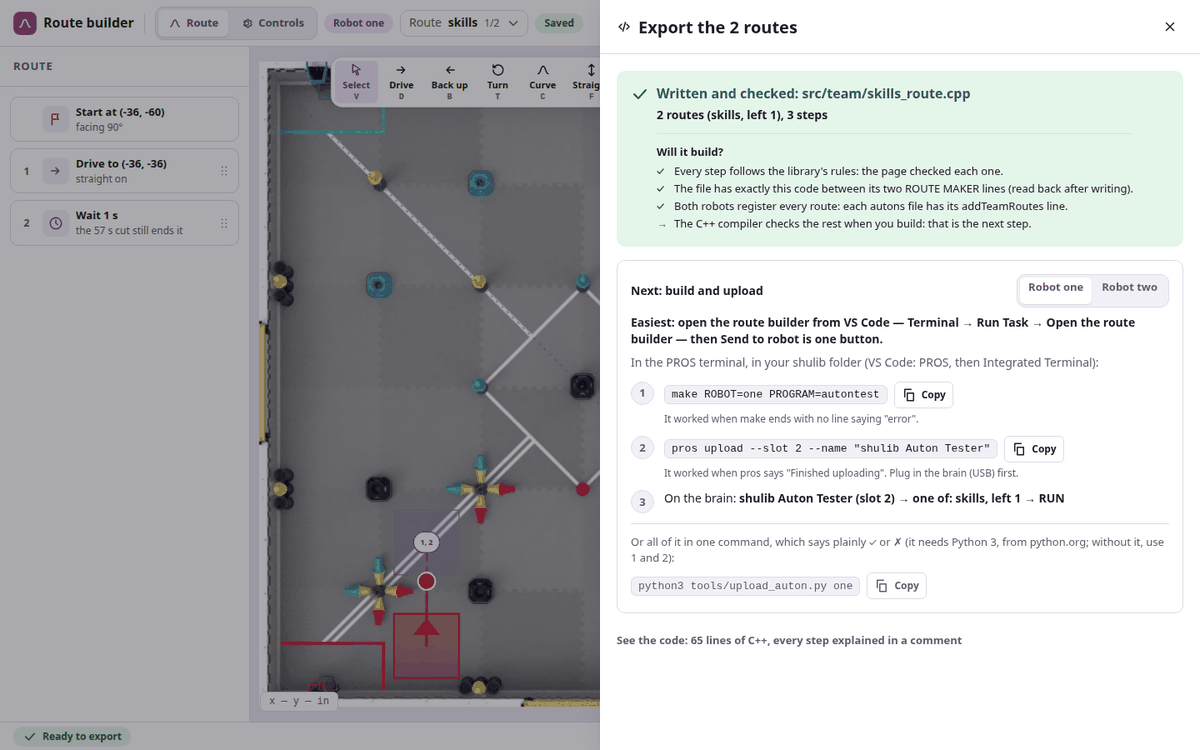 Route builder
Route
Controls
Robot one
Route skills 1/2
Saved
ROUTE
Start at (-36, -60)
facing 90°
1
Drive to (-36, -36)
straight on
2
Wait 1 s
the 57 s cut still ends it
Select
V
Drive
D
Back up
B
Turn
T
Curve
C
Straig
F
1, 2
x — y — in
Ready to export
Export the 2 routes
Written and checked: src/team/skills_route.cpp
2 routes (skills, left 1), 3 steps
Will it build?
✓ Every step follows the library's rules: the page checked each one.
✓ The file has exactly this code between its two ROUTE MAKER lines (read back after writing).
✓ Both robots register every route: each autons file has its addTeamRoutes line.
→ The C++ compiler checks the rest when you build: that is the next step.
Next: build and upload
Robot one
Robot two
Easiest: open the route builder from VS Code — Terminal → Run Task → Open the route
builder — then Send to robot is one button.
In the PROS terminal, in your shulib folder (VS Code: PROS, then Integrated Terminal):
1
make ROBOT=one PROGRAM=autontest
Copy
It worked when make ends with no line saying "error".
2
pros upload --slot 2 --name "shulib Auton Tester"
Copy
It worked when pros says "Finished uploading". Plug in the brain (USB) first.
3
On the brain: shulib Auton Tester (slot 2) → one of: skills, left 1 → RUN
Or all of it in one command, which says plainly ✓ or ✗ (it needs Python 3, from python.org; without it, use
1 and 2):
python3 tools/upload_auton.py one
Copy
See the code: 65 lines of C++, every step explained in a comment